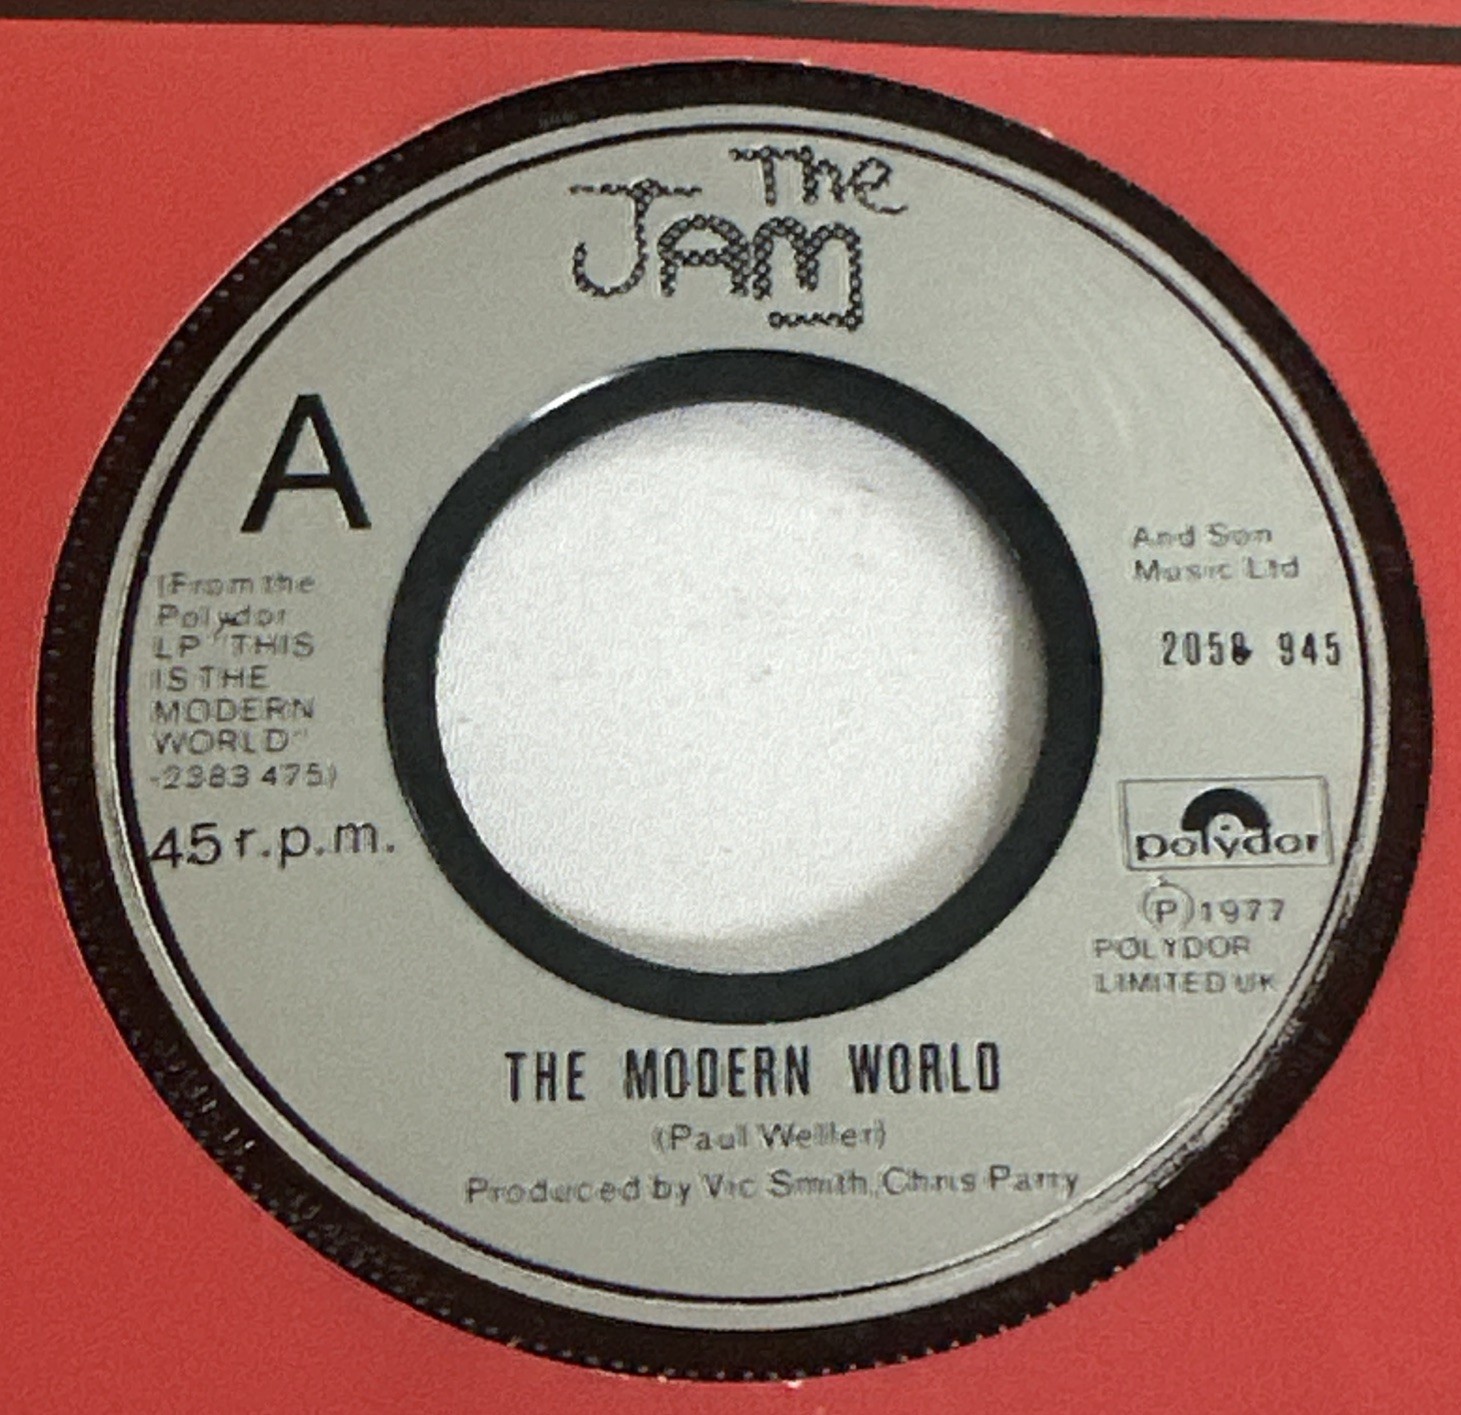 The
JAM
A
(From the
Polydor
LP "THIS
IS THE
MODERN
WORLD"
-2383 475)
45 r.p.m.
And Son
Music Ltd
2058 945
polydor
Ⓟ 1977
POLYDOR
LIMITED UK
THE MODERN WORLD
(Paul Weller)
Produced by Vic Smith, Chris Parry